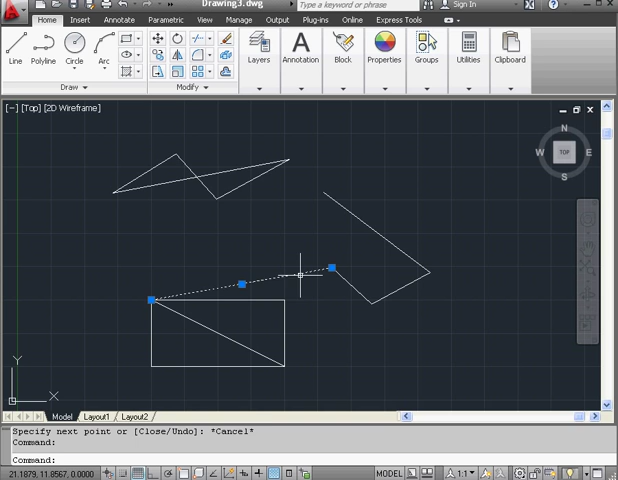 Drawing3.dwg
Type a keyword or phrase
Home Insert Annotate Parametric View Manage Output Plug-ins Online Express Tools
Line Polyline Circle Arc Layers Annotation Block Properties Groups Utilities Clipboard
Draw Modify
[−] [Top] [2D Wireframe]
N
W TOP E
S
Y
X
Model Layout1 Layout2
Specify next point or [Close/Undo]: *Cancel*
Command:
Command:
21.1879, 11.8567, 0.0000 MODEL 1:1